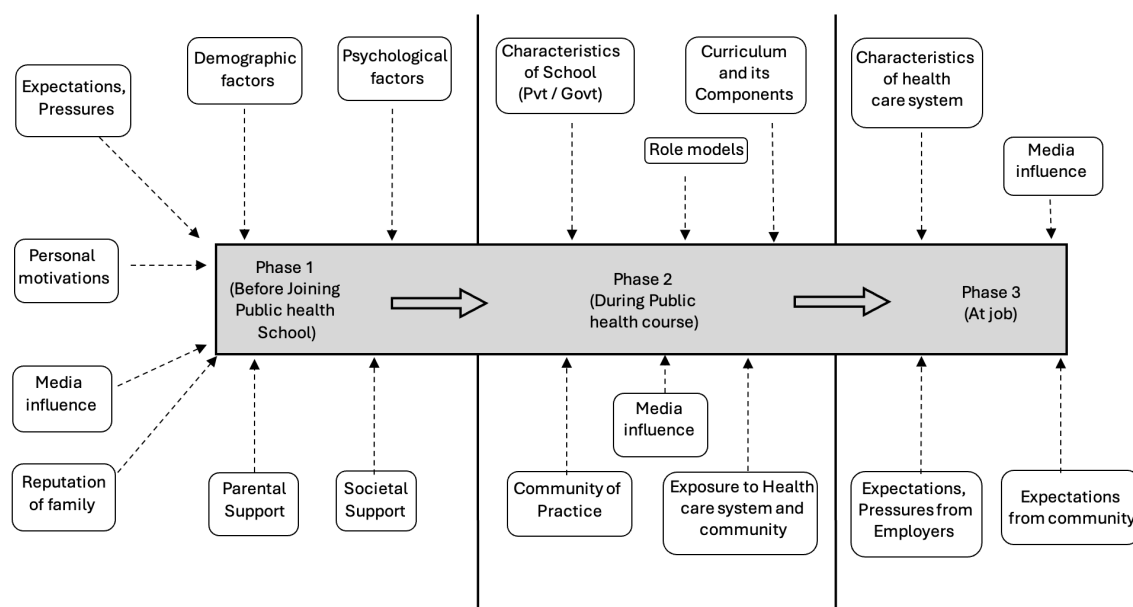 Expectations,
Pressures
Demographic
factors
Psychological
factors
Personal
motivations
Media
influence
Reputation
of family
Parental
Support
Societal
Support
Phase 1
(Before Joining
Public health
School)
Characteristics
of School
(Pvt / Govt)
Role models
Curriculum
and its
Components
Phase 2
(During Public
health course)
Community of
Practice
Media
influence
Exposure to Health
care system and
community
Characteristics
of health
care system
Media
influence
Phase 3
(At job)
Expectations,
Pressures from
Employers
Expectations
from community